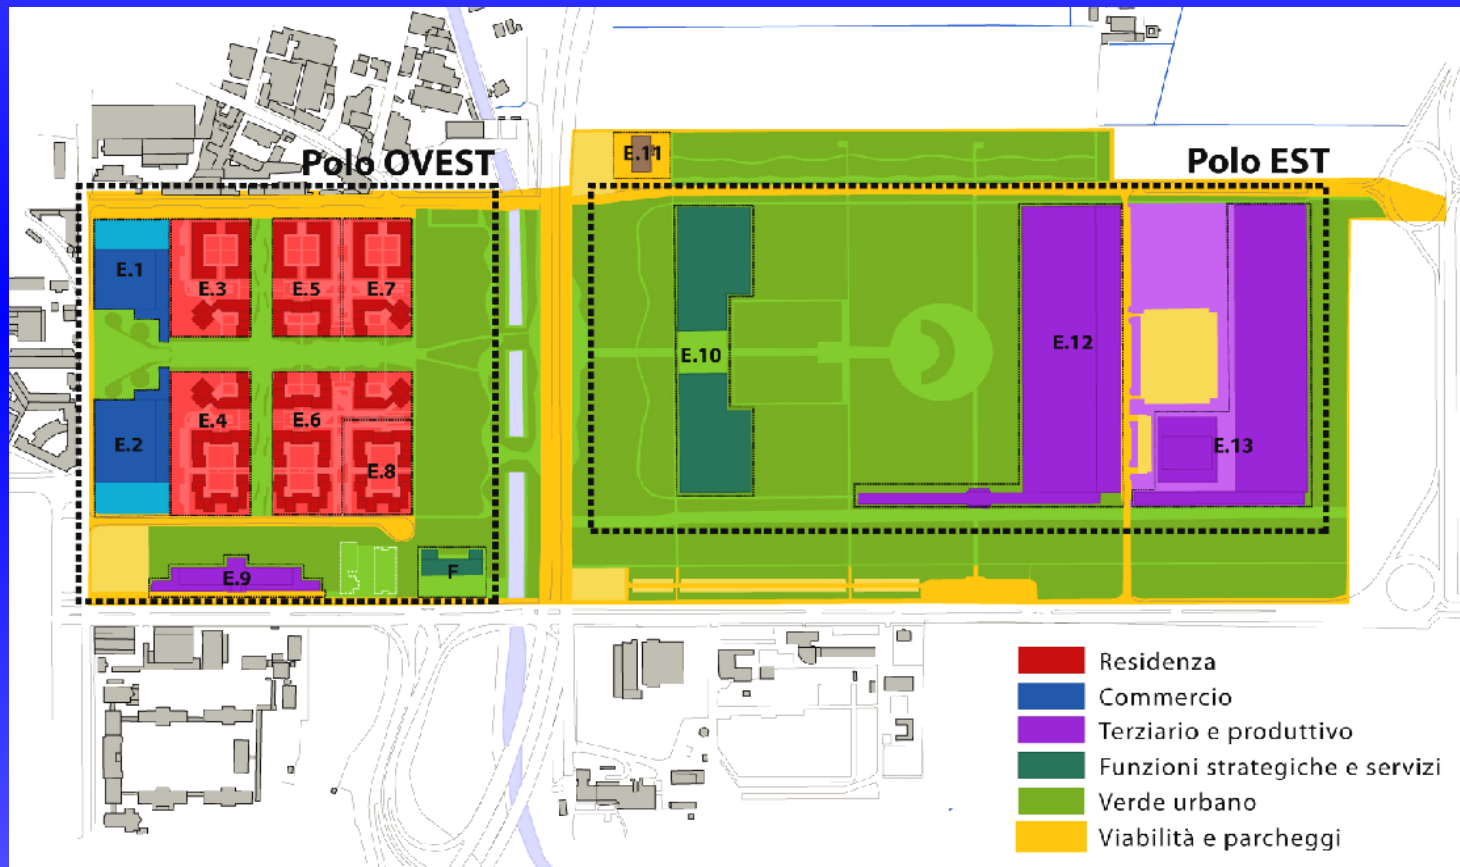 E.11
Polo OVEST
Polo EST
E.1
E.3
E.5
E.7
E.10
E.12
E.4
E.6
E.2
E.8
E.13
E.9
F
Residenza
Commercio
Terziario e produttivo
Funzioni strategiche e servizi
Verde urbano
Viabilità e parcheggi